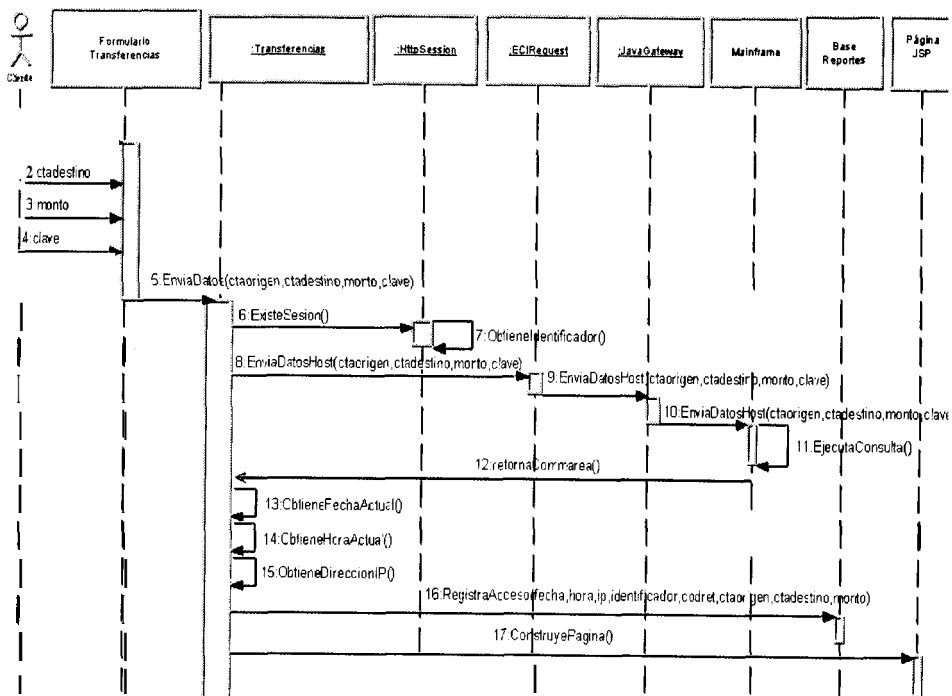 Cliente
Formulario
Transferencias
:Transferencias
:HttpSession
:ECIRequest
:JavaGateway
Mainframe
Base
Reportes
Página
JSP
2:ctadestino
3:monto
4:clave
5:EnviaDatos(ctaorigen,ctadestino,monto,clave)
6:ExisteSesion()
7:ObtieneIdentificador()
8:EnviaDatosHost(ctaorigen,ctadestino,monto,clave)
9:EnviaDatosHost(ctaorigen,ctadestino,monto,clave)
10:EnviaDatosHost(ctaorigen,ctadestino,monto,clave
11:EjecutaConsulta()
12:retornaCommarea()
13:ObtieneFechaActual()
14:ObtieneHoraActual()
15:ObtieneDireccionIP()
16:RegistraAcceso(fecha,hora,ip,identificador,codret,ctaorigen,ctadestino,monto)
17:ConstruyePagina()